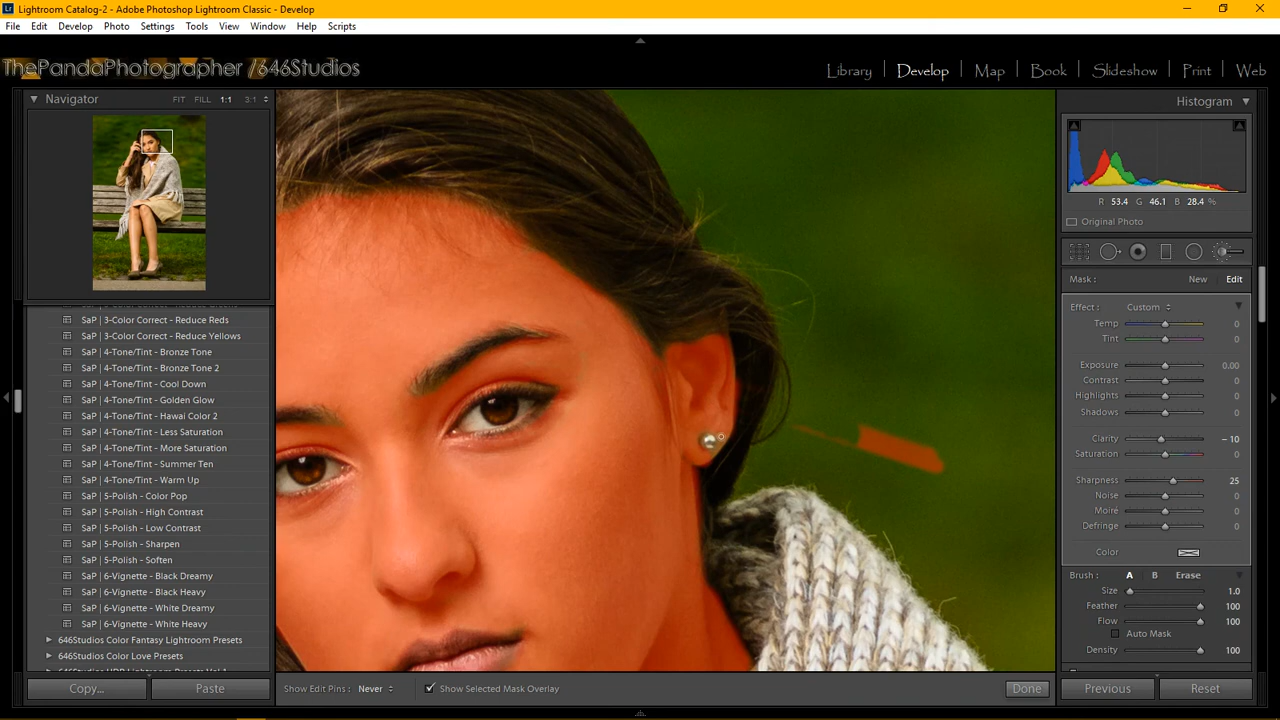 Lightroom Catalog-2 - Adobe Photoshop Lightroom Classic - Develop
File Edit Develop Photo Settings Tools View Window Help Scripts
ThePandaPhotographer /646Studios
Library Develop Map Book Slideshow Print Web
Navigator FIT FILL 1:1 3:1
SaP | 3-Color Correct - Reduce Reds
SaP | 3-Color Correct - Reduce Yellows
SaP | 4-Tone/Tint - Bronze Tone
SaP | 4-Tone/Tint - Bronze Tone 2
SaP | 4-Tone/Tint - Cool Down
SaP | 4-Tone/Tint - Golden Glow
SaP | 4-Tone/Tint - Hawai Color 2
SaP | 4-Tone/Tint - Less Saturation
SaP | 4-Tone/Tint - More Saturation
SaP | 4-Tone/Tint - Summer Ten
SaP | 4-Tone/Tint - Warm Up
SaP | 5-Polish - Color Pop
SaP | 5-Polish - High Contrast
SaP | 5-Polish - Low Contrast
SaP | 5-Polish - Sharpen
SaP | 5-Polish - Soften
SaP | 6-Vignette - Black Dreamy
SaP | 6-Vignette - Black Heavy
SaP | 6-Vignette - White Dreamy
SaP | 6-Vignette - White Heavy
646Studios Color Fantasy Lightroom Presets
646Studios Color Love Presets
Copy... Paste
Show Edit Pins : Never Show Selected Mask Overlay Done
Histogram
R 53.4 G 46.1 B 28.4 %
Original Photo
Mask : New Edit
Effect : Custom
Temp 0
Tint 0
Exposure 0.00
Contrast 0
Highlights 0
Shadows 0
Clarity – 10
Saturation 0
Sharpness 25
Noise 0
Moiré 0
Defringe 0
Color
Brush : A B Erase
Size 1.0
Feather 100
Flow 100
Auto Mask
Density 100
Previous Reset